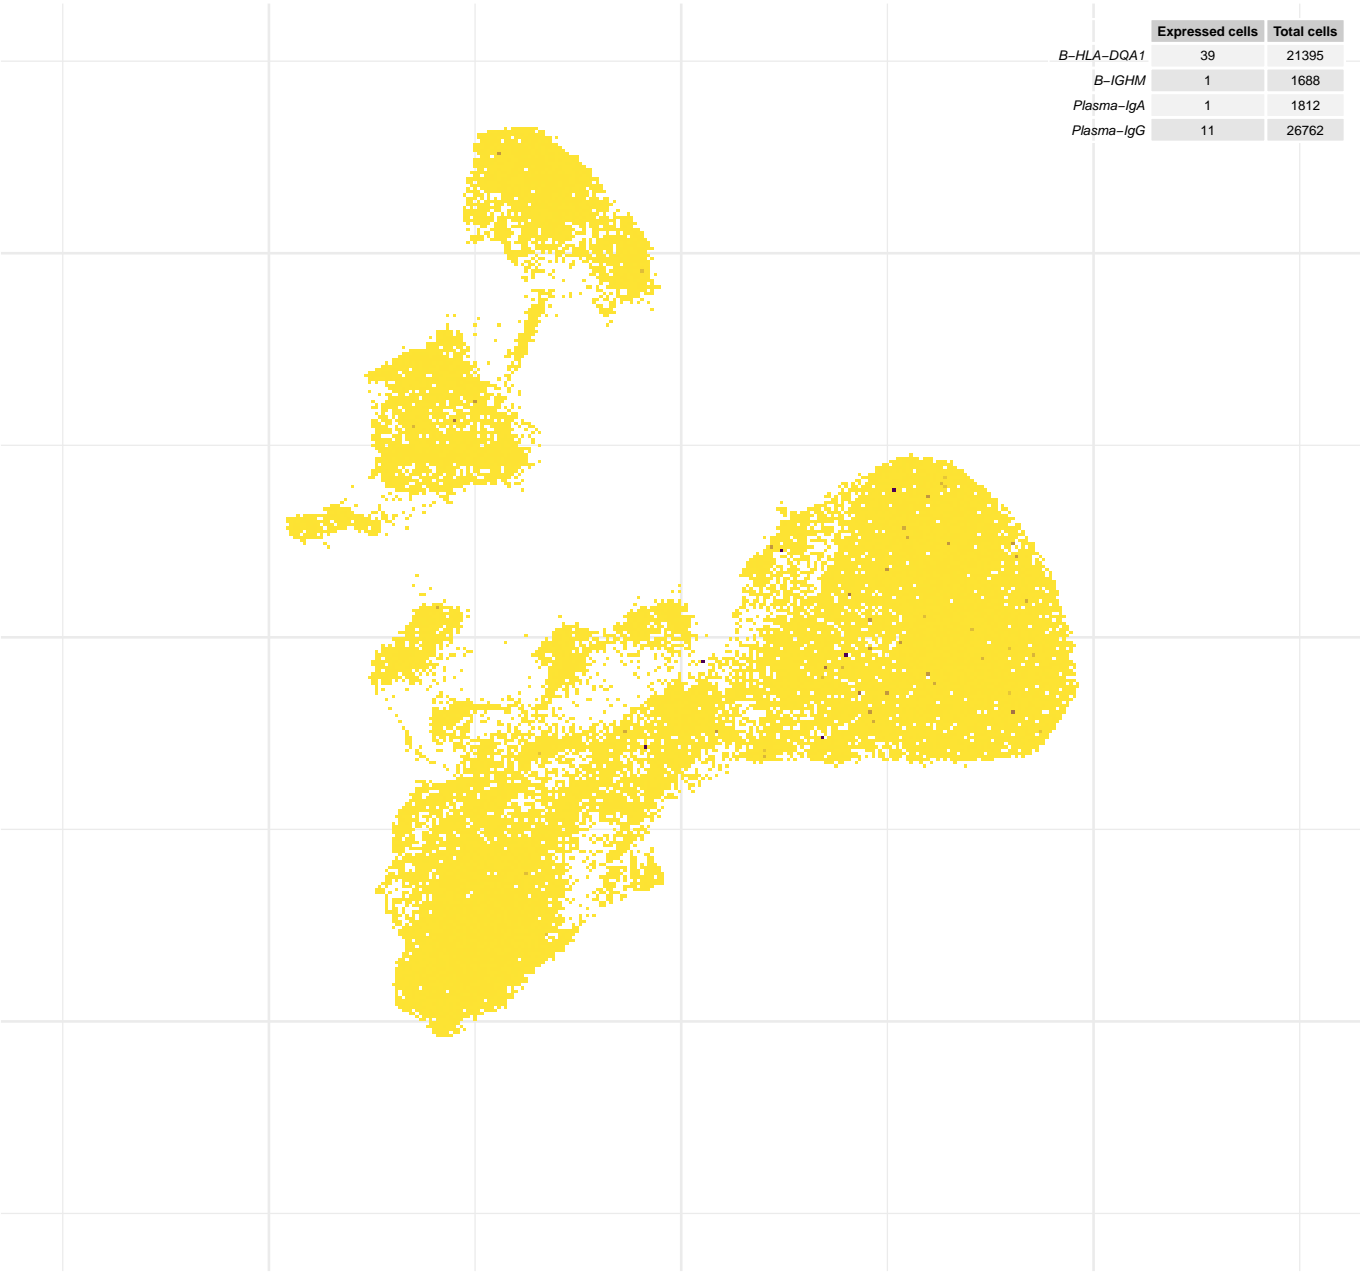 Expressed cells Total cells
B−HLA−DQA1 39 21395
B−IGHM 1 1688
Plasma−IgA 1 1812
Plasma−IgG 11 26762